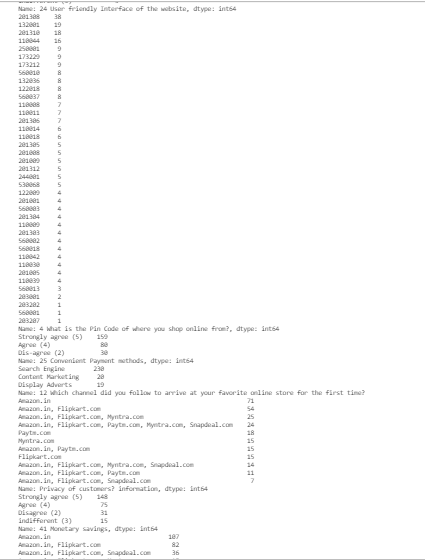 Name: 24 User friendly Interface of the website, dtype: int64
201308 38
132001 19
201310 18
110044 16
250001 9
173229 9
173212 9
560010 8
132036 8
122018 8
560037 8
110008 7
110011 7
201306 7
110014 6
110018 6
201305 5
201008 5
201009 5
201312 5
244001 5
530068 5
122009 4
201001 4
560003 4
201304 4
110009 4
201303 4
560002 4
560018 4
110042 4
110030 4
201005 4
110039 4
560013 3
203001 2
203202 1
560001 1
203207 1
Name: 4 What is the Pin Code of where you shop online from?, dtype: int64
Strongly agree (5) 159
Agree (4) 80
Dis-agree (2) 30
Name: 25 Convenient Payment methods, dtype: int64
Search Engine 230
Content Marketing 20
Display Adverts 19
Name: 12 Which channel did you follow to arrive at your favorite online store for the first time?
Amazon.in 71
Amazon.in, Flipkart.com 54
Amazon.in, Flipkart.com, Myntra.com 25
Amazon.in, Flipkart.com, Paytm.com, Myntra.com, Snapdeal.com 24
Paytm.com 18
Myntra.com 15
Amazon.in, Paytm.com 15
Flipkart.com 15
Amazon.in, Flipkart.com, Myntra.com, Snapdeal.com 14
Amazon.in, Flipkart.com, Paytm.com 11
Amazon.in, Flipkart.com, Snapdeal.com 7
Name: Privacy of customers? information, dtype: int64
Strongly agree (5) 148
Agree (4) 75
Disagree (2) 31
indifferent (3) 15
Name: 41 Monetary savings, dtype: int64
Amazon.in 107
Amazon.in, Flipkart.com 82
Amazon.in, Flipkart.com, Snapdeal.com 36